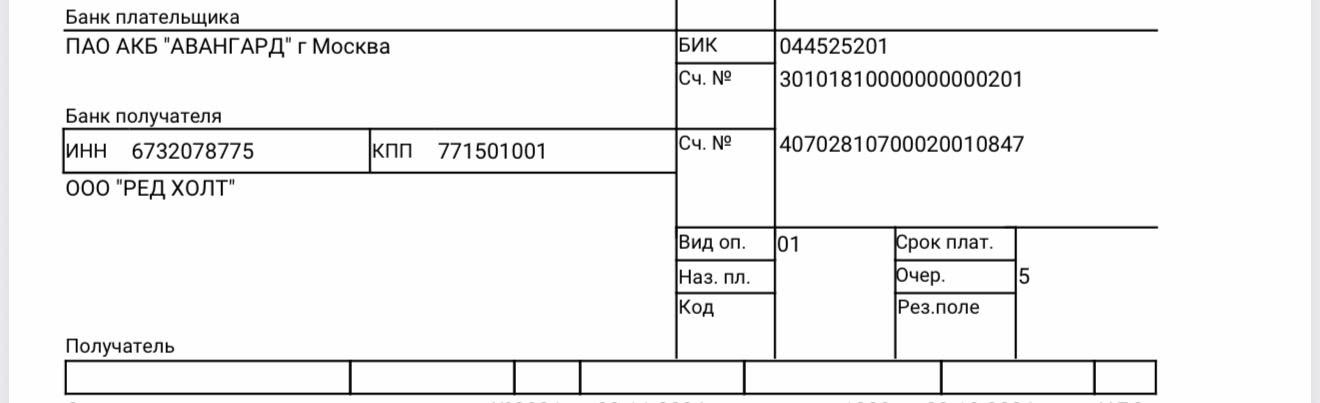 Банк плательщика
ПАО АКБ "АВАНГАРД" г Москва
БИК 044525201
Сч. № 30101810000000000201
Банк получателя
ИНН 6732078775 КПП 771501001 Сч. № 40702810700020010847
ООО "РЕД ХОЛТ"
Вид оп. 01 Срок плат.
Наз. пл. Очер. 5
Код Рез.поле
Получатель